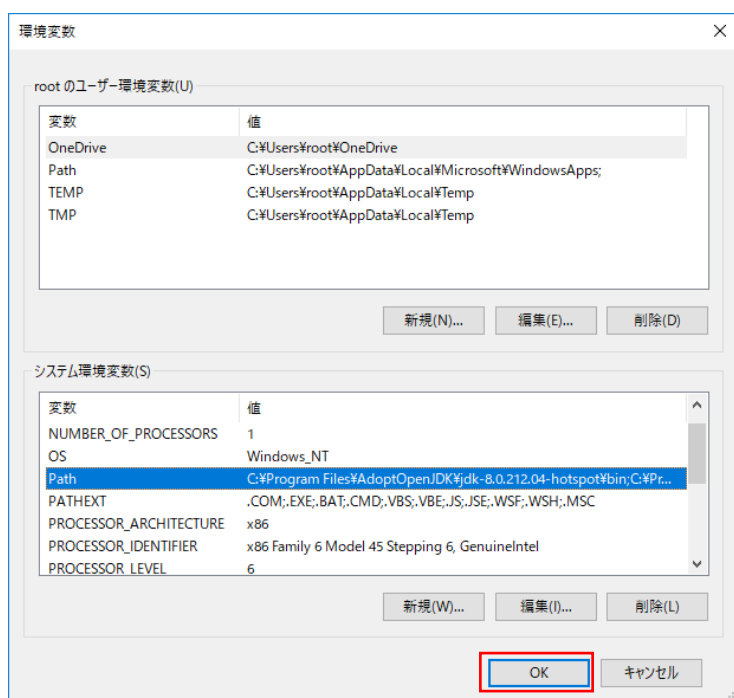 環境変数
root のユーザー環境変数(U)
変数 値
OneDrive C:¥Users¥root¥OneDrive
Path C:¥Users¥root¥AppData¥Local¥Microsoft¥WindowsApps;
TEMP C:¥Users¥root¥AppData¥Local¥Temp
TMP C:¥Users¥root¥AppData¥Local¥Temp
新規(N)... 編集(E)... 削除(D)
システム環境変数(S)
変数 値
NUMBER_OF_PROCESSORS 1
OS Windows_NT
Path C:¥Program Files¥AdoptOpenJDK¥jdk-8.0.212.04-hotspot¥bin;C:¥Pr...
PATHEXT .COM;.EXE;.BAT;.CMD;.VBS;.VBE;.JS;.JSE;.WSF;.WSH;.MSC
PROCESSOR_ARCHITECTURE x86
PROCESSOR_IDENTIFIER x86 Family 6 Model 45 Stepping 6, GenuineIntel
PROCESSOR_LEVEL 6
新規(W)... 編集(I)... 削除(L)
OK キャンセル